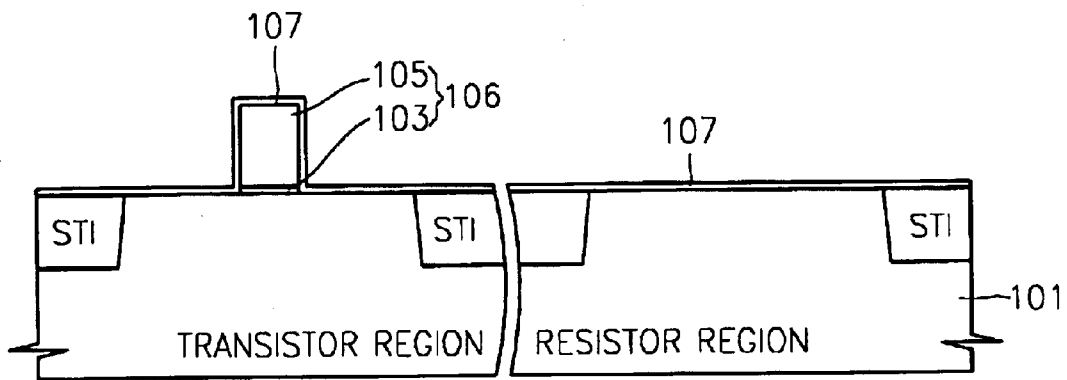 107
105
103
106
107
STI
STI
STI
101
TRANSISTOR REGION
RESISTOR REGION